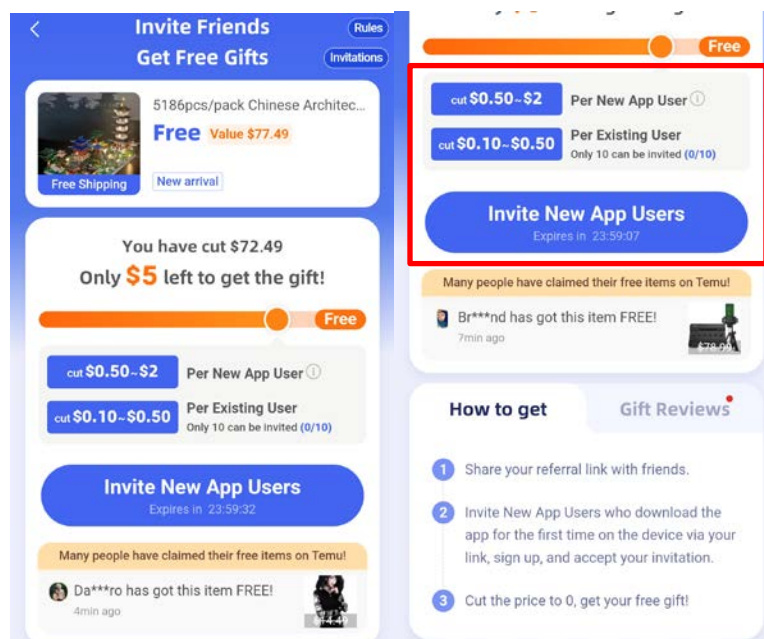 Invite Friends
Rules
Get Free Gifts
Invitations
5186pcs/pack Chinese Architec...
Free Value $77.49
Free Shipping
New arrival
You have cut $72.49
Only $5 left to get the gift!
Free
cut $0.50~$2 Per New App User
cut $0.10~$0.50 Per Existing User
Only 10 can be invited (0/10)
Invite New App Users
Expires in 23:59:32
Many people have claimed their free items on Temu!
Da***ro has got this item FREE!
4min ago
$14.49
Free
cut $0.50~$2 Per New App User
cut $0.10~$0.50 Per Existing User
Only 10 can be invited (0/10)
Invite New App Users
Expires in 23:59:07
Many people have claimed their free items on Temu!
Br***nd has got this item FREE!
7min ago
$78.99
How to get
Gift Reviews
1 Share your referral link with friends.
2 Invite New App Users who download the
app for the first time on the device via your
link, sign up, and accept your invitation.
3 Cut the price to 0, get your free gift!